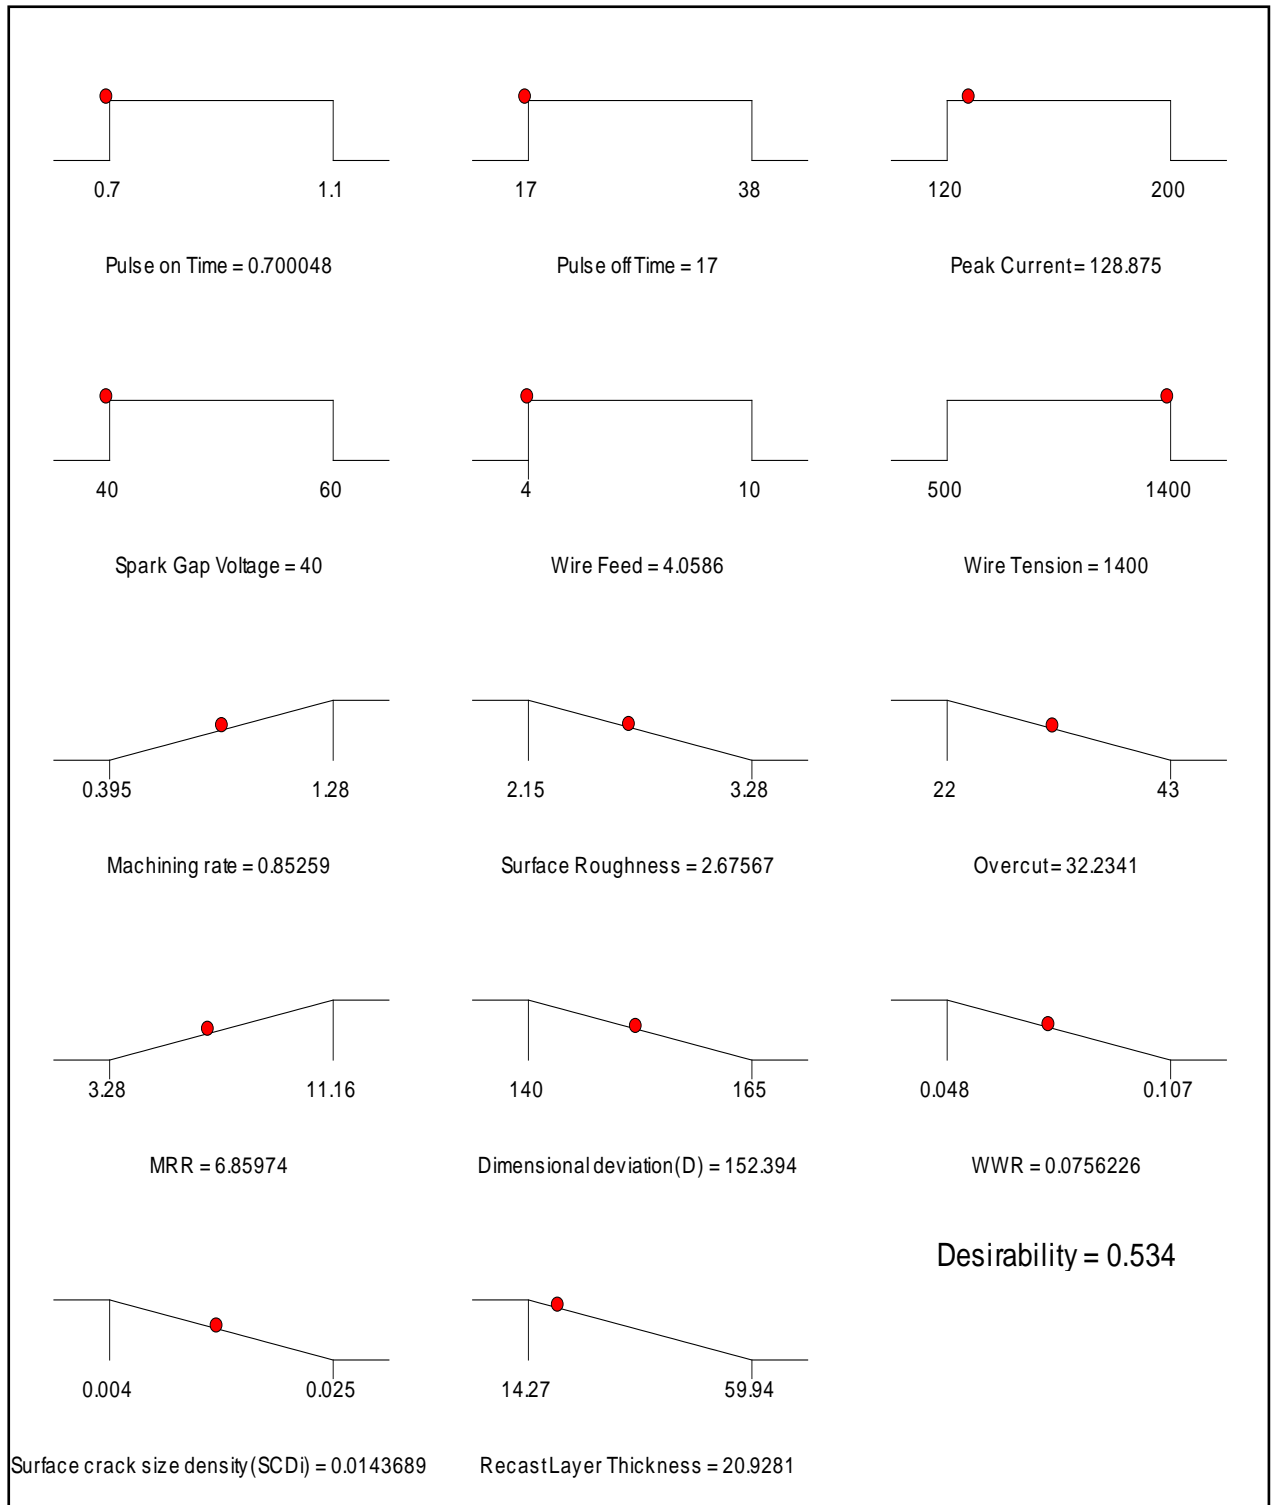 0.7 1.1 17 38 120 200
Pulse on Time = 0.700048 Pulse off Time = 17 Peak Current = 128.875
40 60 4 10 500 1400
Spark Gap Voltage = 40 Wire Feed = 4.0586 Wire Tension = 1400
0.395 1.28 2.15 3.28 22 43
Machining rate = 0.85259 Surface Roughness = 2.67567 Overcut = 32.2341
3.28 11.16 140 165 0.048 0.107
MRR = 6.85974 Dimensional deviation(D) = 152.394 WWR = 0.0756226
Desirability = 0.534
0.004 0.025 14.27 59.94
Surface crack size density(SCDi) = 0.0143689 Recast Layer Thickness = 20.9281